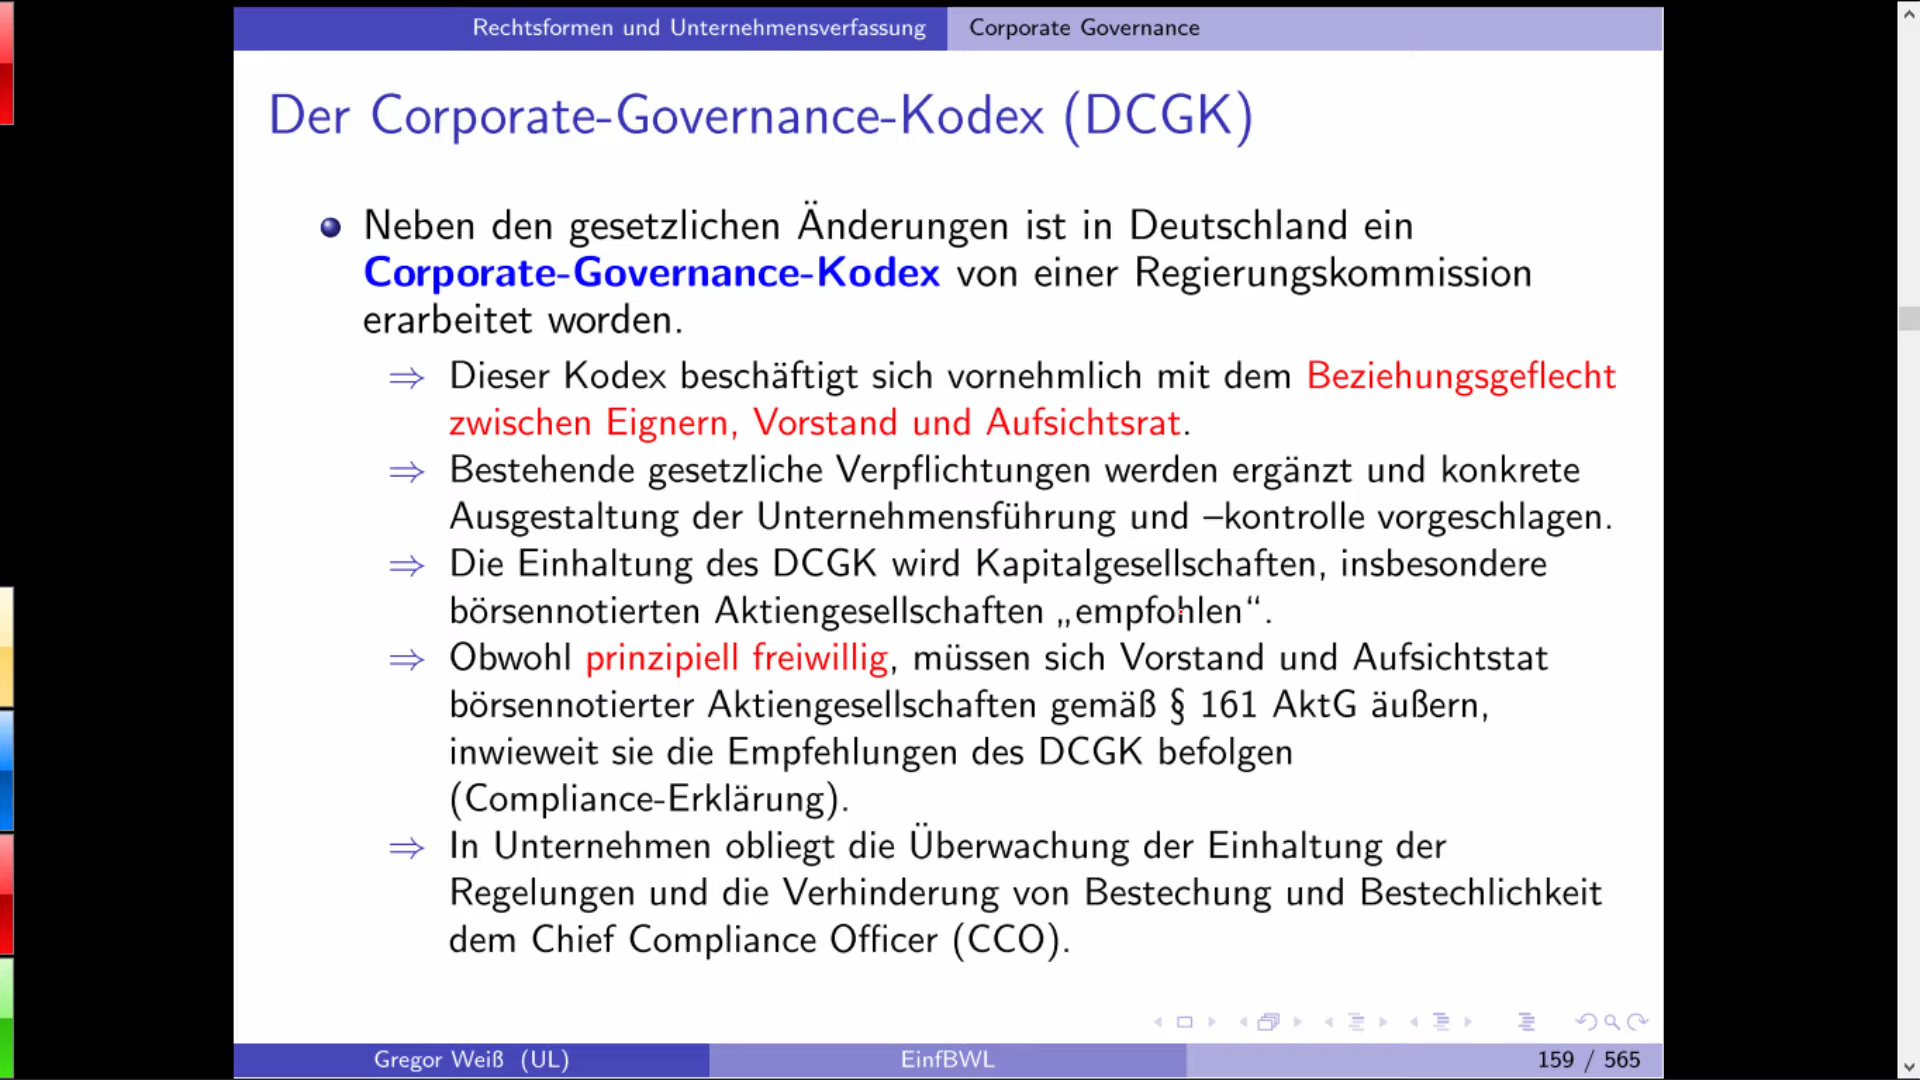 Rechtsformen und Unternehmensverfassung Corporate Governance
Der Corporate-Governance-Kodex (DCGK)
Neben den gesetzlichen Änderungen ist in Deutschland ein
Corporate-Governance-Kodex von einer Regierungskommission
erarbeitet worden.
⇒ Dieser Kodex beschäftigt sich vornehmlich mit dem Beziehungsgeflecht
zwischen Eignern, Vorstand und Aufsichtsrat.
⇒ Bestehende gesetzliche Verpflichtungen werden ergänzt und konkrete
Ausgestaltung der Unternehmensführung und –kontrolle vorgeschlagen.
⇒ Die Einhaltung des DCGK wird Kapitalgesellschaften, insbesondere
börsennotierten Aktiengesellschaften „empfohlen“.
⇒ Obwohl prinzipiell freiwillig, müssen sich Vorstand und Aufsichtstat
börsennotierter Aktiengesellschaften gemäß § 161 AktG äußern,
inwieweit sie die Empfehlungen des DCGK befolgen
(Compliance-Erklärung).
⇒ In Unternehmen obliegt die Überwachung der Einhaltung der
Regelungen und die Verhinderung von Bestechung und Bestechlichkeit
dem Chief Compliance Officer (CCO).
Gregor Weiß (UL) EinfBWL 159 / 565